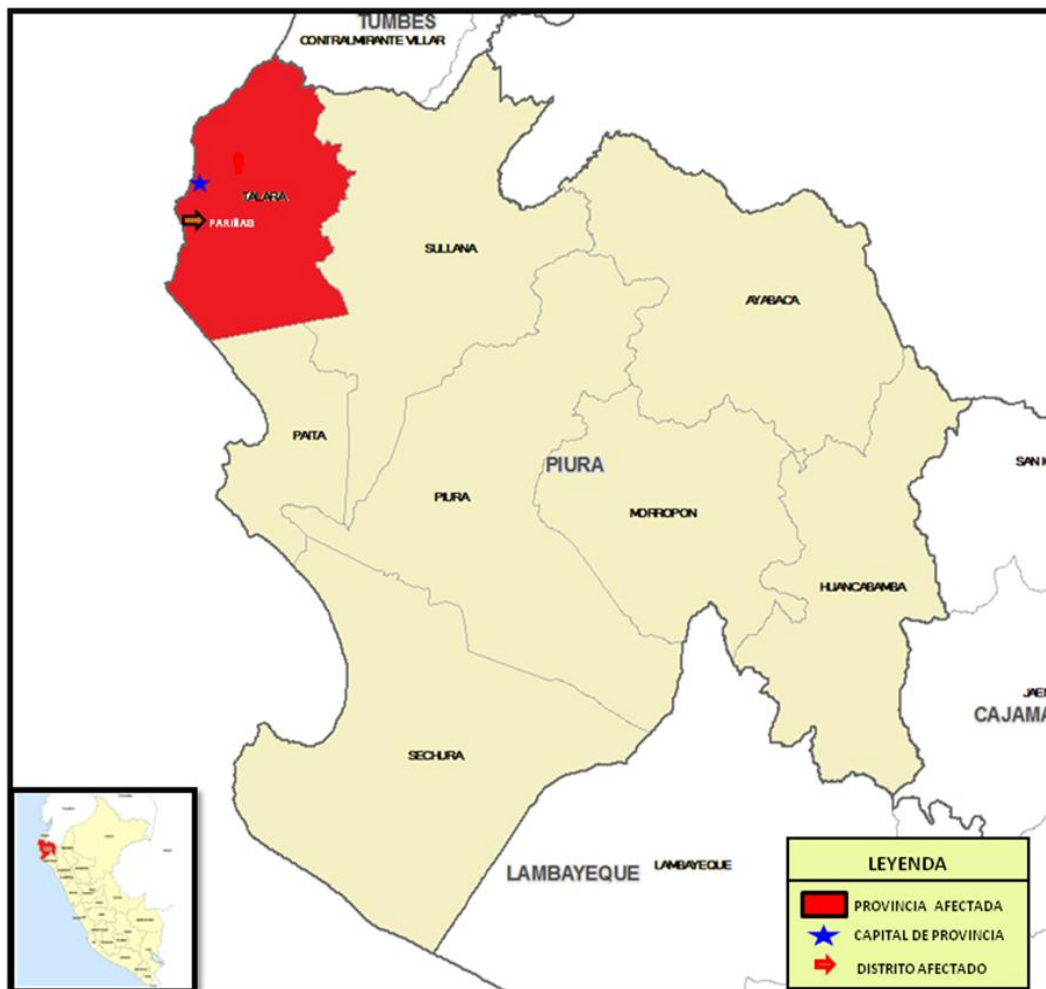 TUMBES
CONTRALMIRANTE VILLAR
TALARA
PARIÑAS
SULLANA
AYABACA
PAITA
PIURA
PIURA
MORROPON
SAN I
HUANCABAMBA
JAEN
CAJAMA
SECHURA
LAMBAYEQUE
LAMBAYEQUE
LEYENDA
PROVINCIA AFECTADA
CAPITAL DE PROVINCIA
DISTRITO AFECTADO